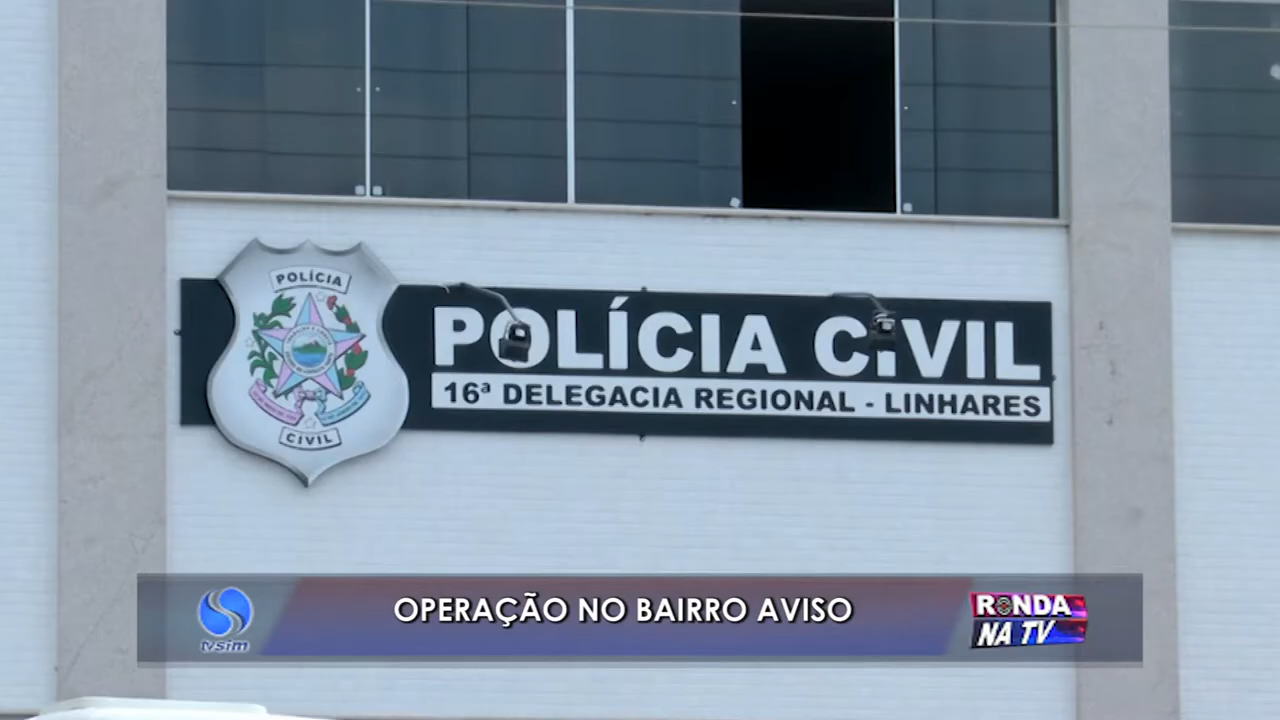 POLÍCIA
CIVIL
POLÍCIA CIVIL
16ª DELEGACIA REGIONAL - LINHARES
OPERAÇÃO NO BAIRRO AVISO
tvsim
RONDA
NA TV